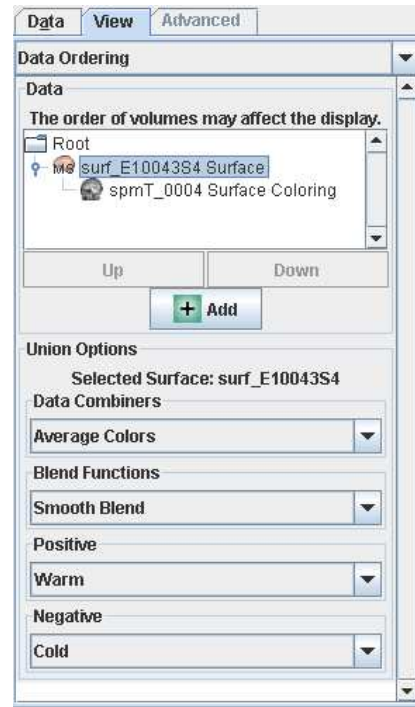 Data View Advanced
Data Ordering
Data
The order of volumes may affect the display.
Root
MS surf_E10043S4 Surface
spmT_0004 Surface Coloring
Up Down
Add
Union Options
Selected Surface: surf_E10043S4
Data Combiners
Average Colors
Blend Functions
Smooth Blend
Positive
Warm
Negative
Cold